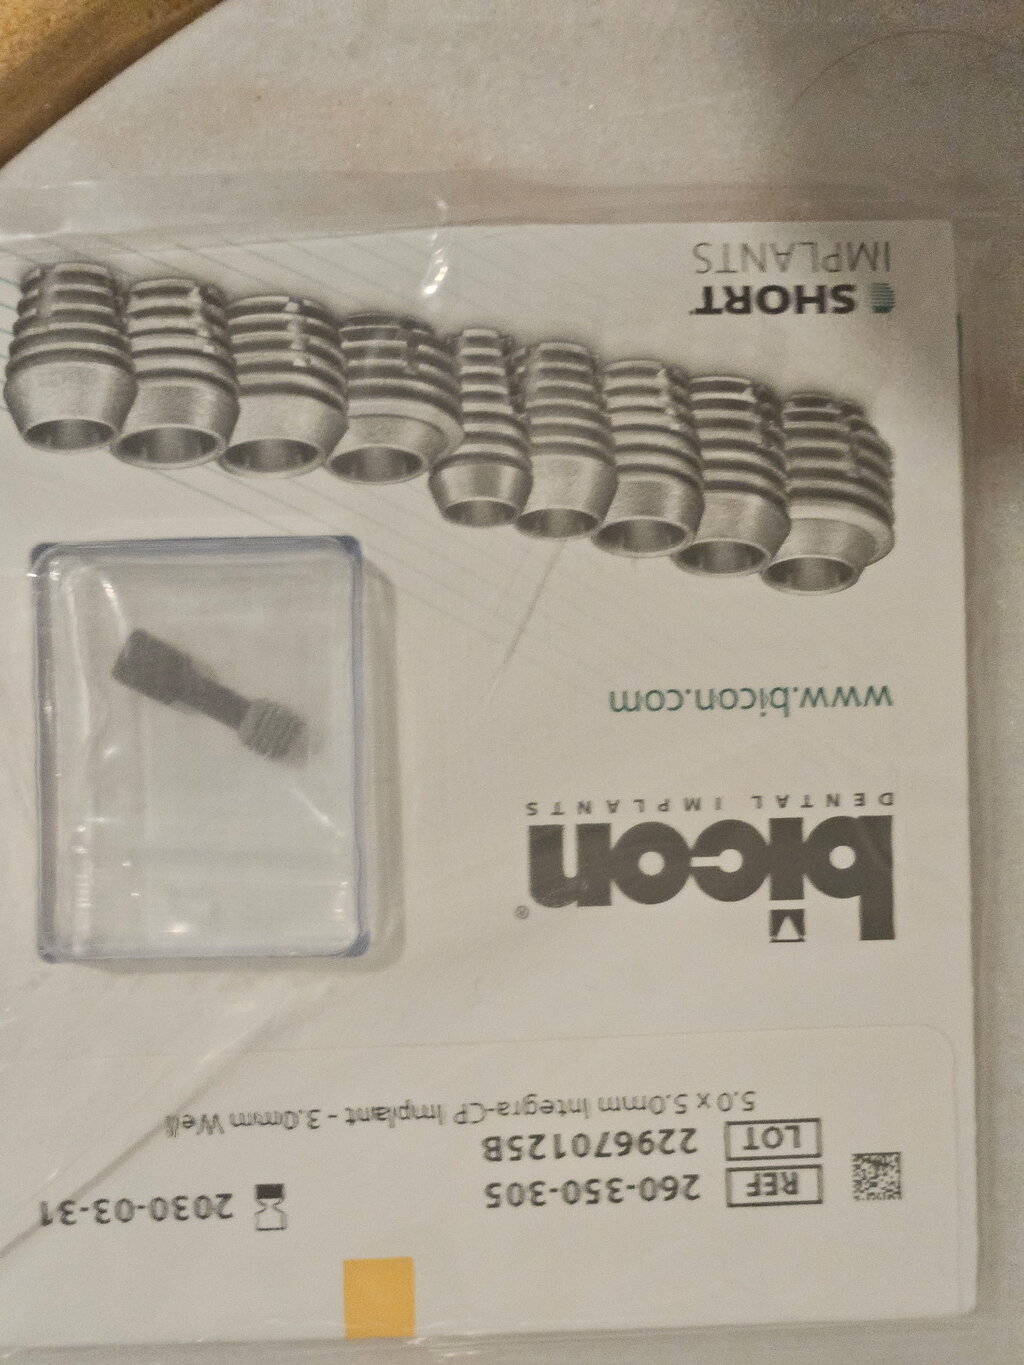 REF 260-350-305 2030-03-31
LOT 229670125B
5.0 x 5.0mm Integra-CP Implant - 3.0mm Well
bicon®
DENTAL IMPLANTS
www.bicon.com
SHORT
IMPLANTS